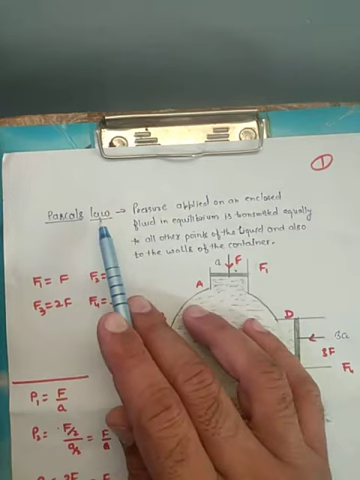 ①
Pascals law → Pressure applied on an enclosed
fluid in equilibrium is transmitted equally
to all other points of the liquid and also
to the walls of the container.
a F F₁
F₁ = F F₂ =
A
F₃ = 2F F₄ =
D
3a
3F
F₄
P₁ = F/a
P₂ = F/2 / a/2 = F/a